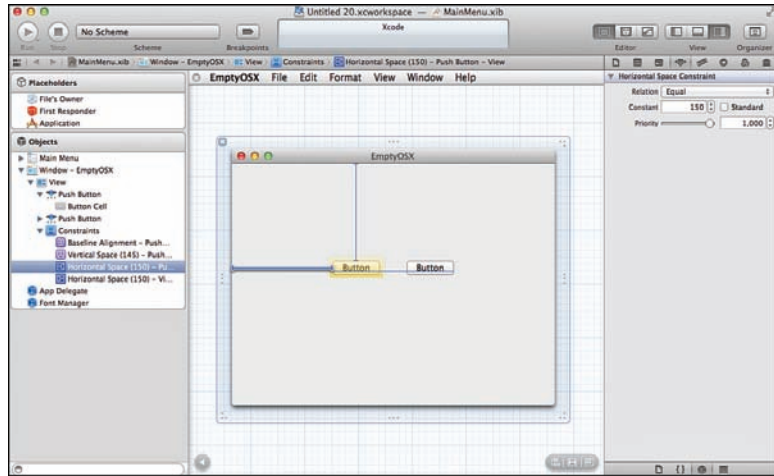 Untitled 20.xcworkspace — MainMenu.xib
Run
Stop
No Scheme
Scheme
Breakpoints
Xcode
Editor
View
Organizer
MainMenu.xib
Window - EmptyOSX
View
Constraints
Horizontal Space (150) - Push Button - View
Placeholders
File's Owner
First Responder
Application
Objects
Main Menu
Window - EmptyOSX
View
Push Button
Button Cell
Push Button
Constraints
Baseline Alignment - Push...
Vertical Space (145) - Push...
Horizontal Space (150) - Pu...
Horizontal Space (150) - Vi...
App Delegate
Font Manager
EmptyOSX File Edit Format View Window Help
EmptyOSX
Button
Button
Horizontal Space Constraint
Relation Equal
Constant 150 Standard
Priority 1.000